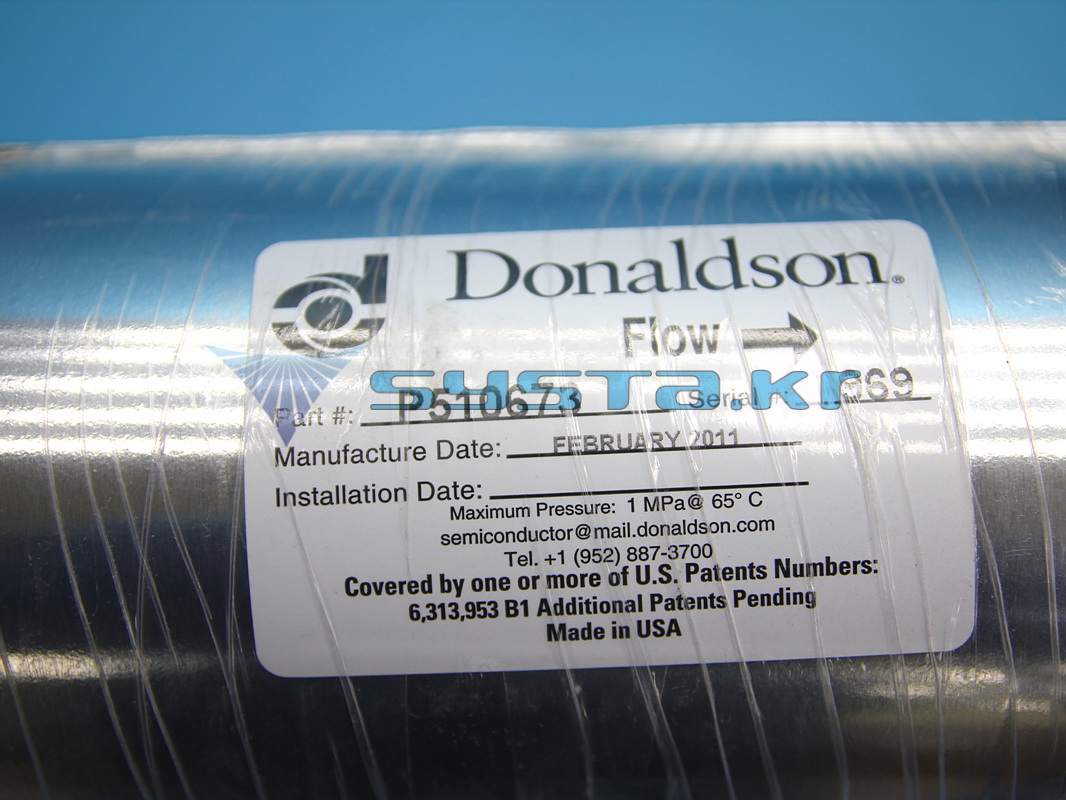 Donaldson®
Flow
Part #: P510673 Serial #:
systa.kr
Manufacture Date: FEBRUARY 2011
Installation Date:
Maximum Pressure: 1 MPa@ 65° C
semiconductor@mail.donaldson.com
Tel. +1 (952) 887-3700
Covered by one or more of U.S. Patents Numbers:
6,313,953 B1 Additional Patents Pending
Made in USA